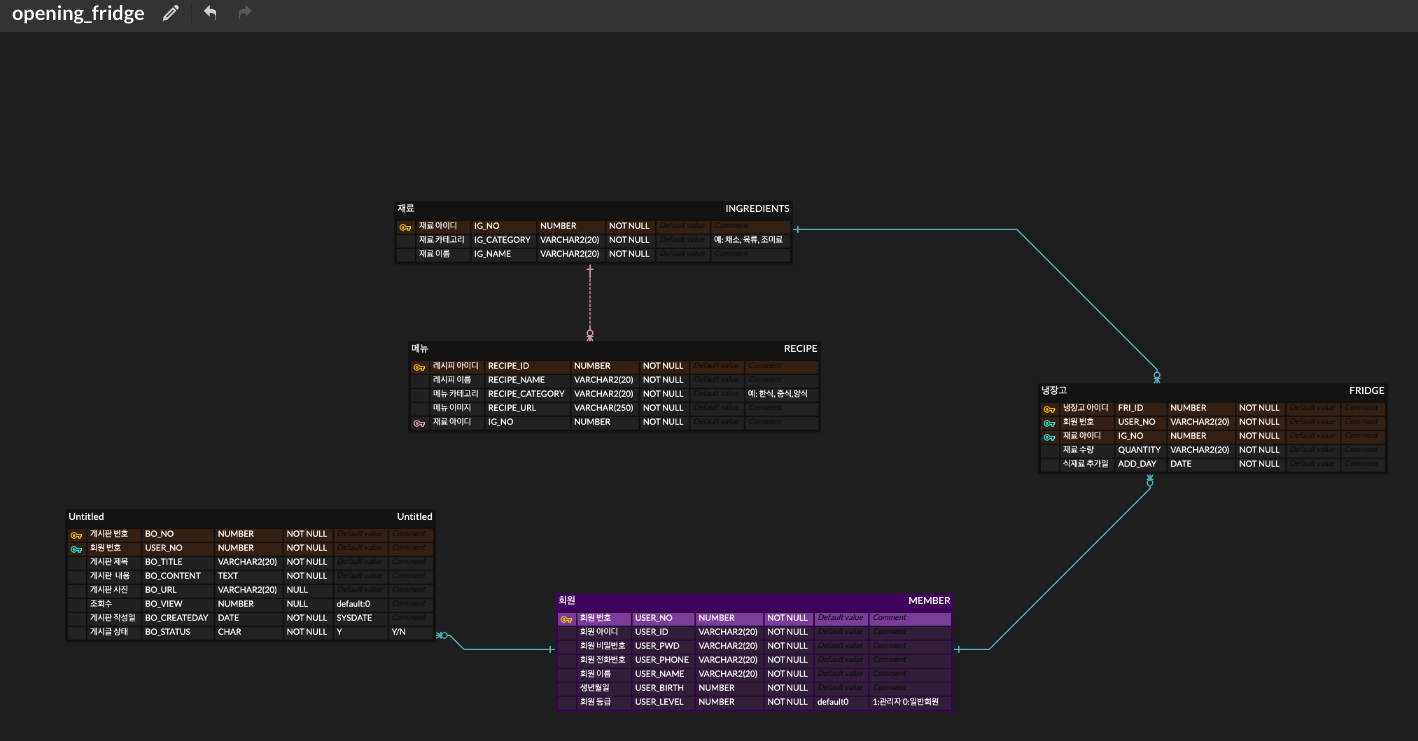 opening_fridge
재료 INGREDIENTS
재료 아이디 IG_NO NUMBER NOT NULL Default value Comment
재료 카테고리 IG_CATEGORY VARCHAR2(20) NOT NULL Default value 예: 채소, 육류, 조미료
재료 이름 IG_NAME VARCHAR2(20) NOT NULL Default value Comment
메뉴 RECIPE
레시피 아이디 RECIPE_ID NUMBER NOT NULL Default value Comment
레시피 이름 RECIPE_NAME VARCHAR2(20) NOT NULL Default value Comment
메뉴 카테고리 RECIPE_CATEGORY VARCHAR2(20) NOT NULL Default value 예: 한식, 중식,양식
메뉴 이미지 RECIPE_URL VARCHAR(250) NOT NULL Default value Comment
재료 아이디 IG_NO NUMBER NOT NULL Default value Comment
냉장고 FRIDGE
냉장고 아이디 FRI_ID NUMBER NOT NULL Default value Comment
회원 번호 USER_NO VARCHAR2(20) NOT NULL Default value Comment
재료 아이디 IG_NO NUMBER NOT NULL Default value Comment
재료 수량 QUANTITY VARCHAR2(20) NOT NULL Default value Comment
식재료 추가일 ADD_DAY DATE NOT NULL Default value Comment
Untitled Untitled
게시판 번호 BO_NO NUMBER NOT NULL Default value Comment
회원 번호 USER_NO NUMBER NOT NULL Default value Comment
게시판 제목 BO_TITLE VARCHAR2(20) NOT NULL Default value Comment
게시판 내용 BO_CONTENT TEXT NOT NULL Default value Comment
게시판 사진 BO_URL VARCHAR2(20) NULL Default value Comment
조회수 BO_VIEW NUMBER NULL default:0 Comment
게시판 작성일 BO_CREATEDAY DATE NOT NULL SYSDATE Comment
게시글 상태 BO_STATUS CHAR NOT NULL Y Y/N
회원 MEMBER
회원 번호 USER_NO NUMBER NOT NULL Default value Comment
회원 아이디 USER_ID VARCHAR2(20) NOT NULL Default value Comment
회원 비밀번호 USER_PWD VARCHAR2(20) NOT NULL Default value Comment
회원 전화번호 USER_PHONE VARCHAR2(20) NOT NULL Default value Comment
회원 이름 USER_NAME VARCHAR2(20) NOT NULL Default value Comment
생년월일 USER_BIRTH NUMBER NOT NULL Default value Comment
회원 등급 USER_LEVEL NUMBER NOT NULL default0 1:관리자 0:일반회원